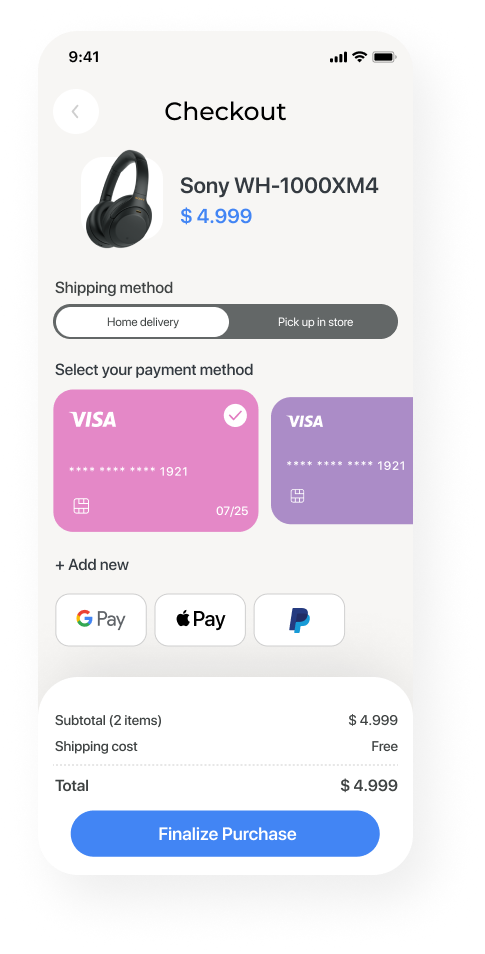 9:41
Checkout
Sony WH-1000XM4
$ 4.999
Shipping method
Home delivery Pick up in store
Select your payment method
VISA VISA
**** **** **** 1921 **** **** **** 1921
07/25
+ Add new
G Pay Pay
Subtotal (2 items) $ 4.999
Shipping cost Free
Total $ 4.999
Finalize Purchase